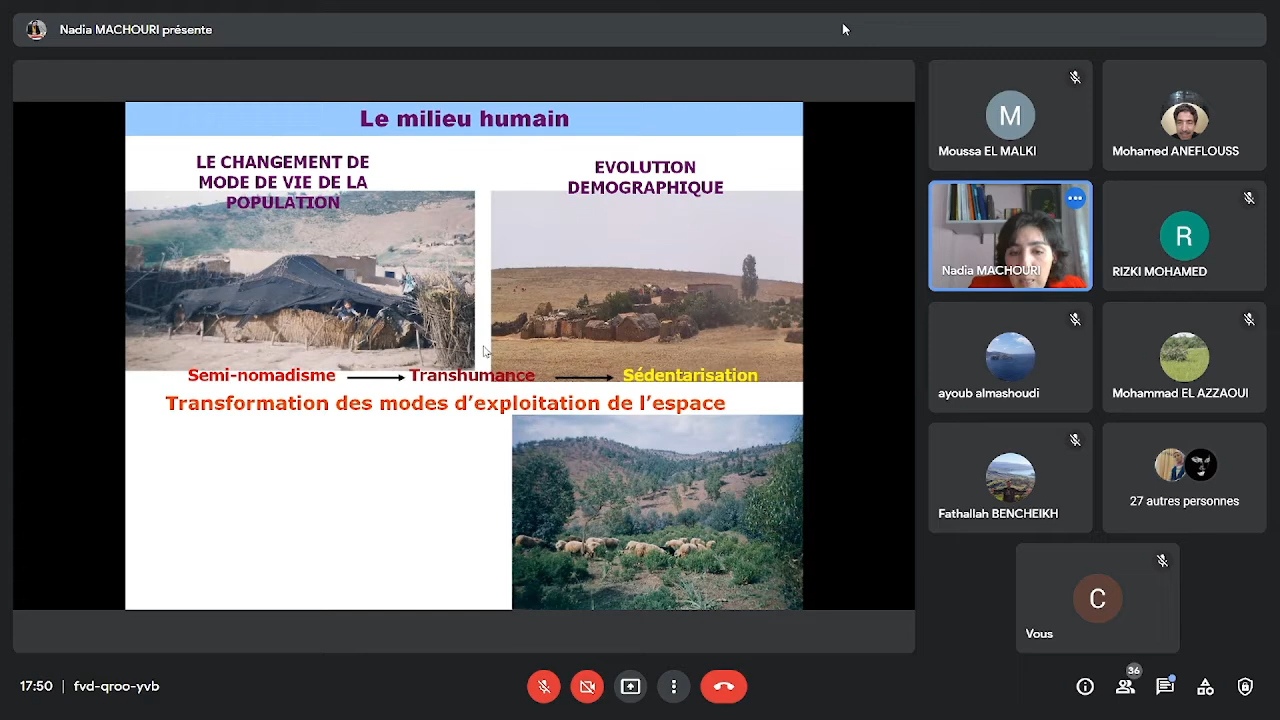 Nadia MACHOURI présente
Le milieu humain
LE CHANGEMENT DE
MODE DE VIE DE LA
POPULATION
EVOLUTION
DEMOGRAPHIQUE
Semi-nomadisme
Transhumance
Sédentarisation
Transformation des modes d’exploitation de l’espace
M
Moussa EL MALKI
Mohamed ANEFLOUSS
Nadia MACHOURI
R
RIZKI MOHAMED
ayoub almashoudi
Mohammad EL AZZAOUI
Fathallah BENCHEIKH
27 autres personnes
C
Vous
17:50 | fvd-qroo-yvb
36